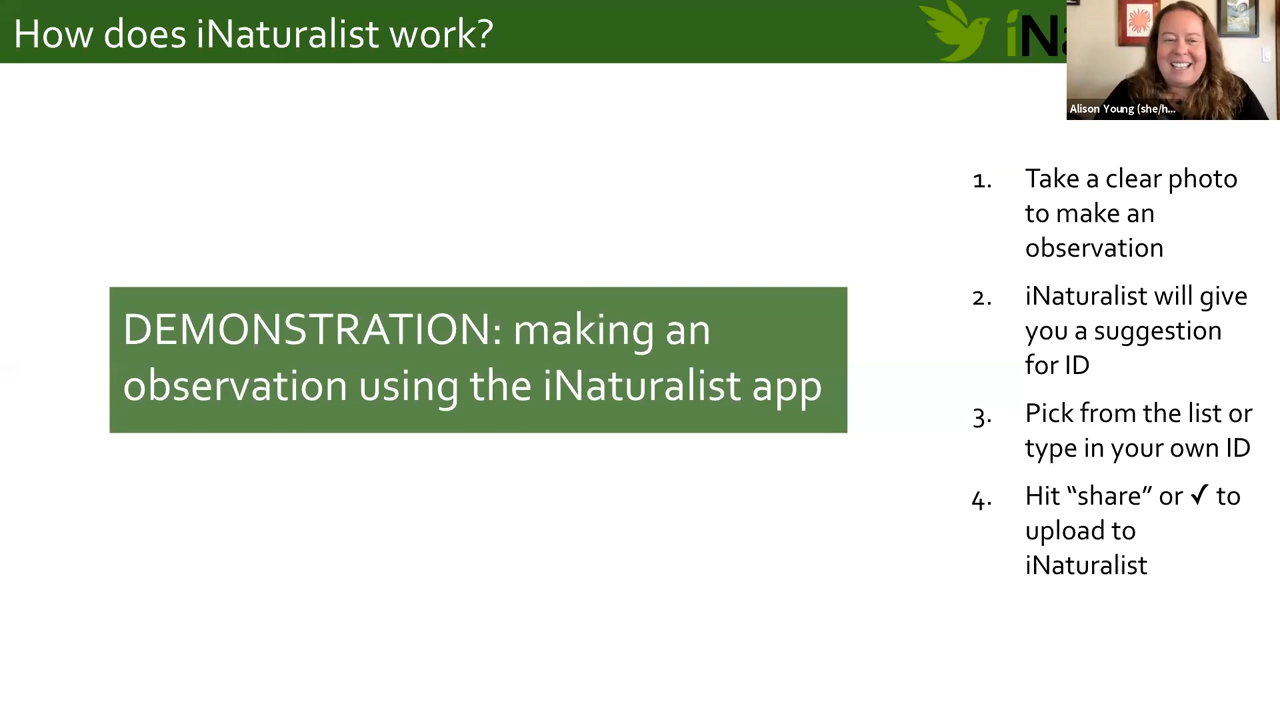 How does iNaturalist work?
iNa
Alison Young (she/h...
1. Take a clear photo
to make an
observation
2. iNaturalist will give
you a suggestion
for ID
DEMONSTRATION: making an
observation using the iNaturalist app
3. Pick from the list or
type in your own ID
4. Hit “share” or ✓ to
upload to
iNaturalist